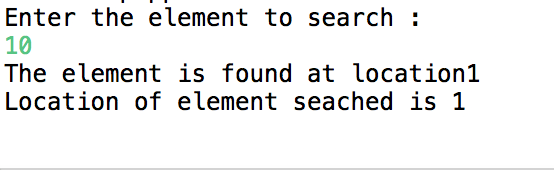 Enter the element to search :
10
The element is found at location1
Location of element seached is 1